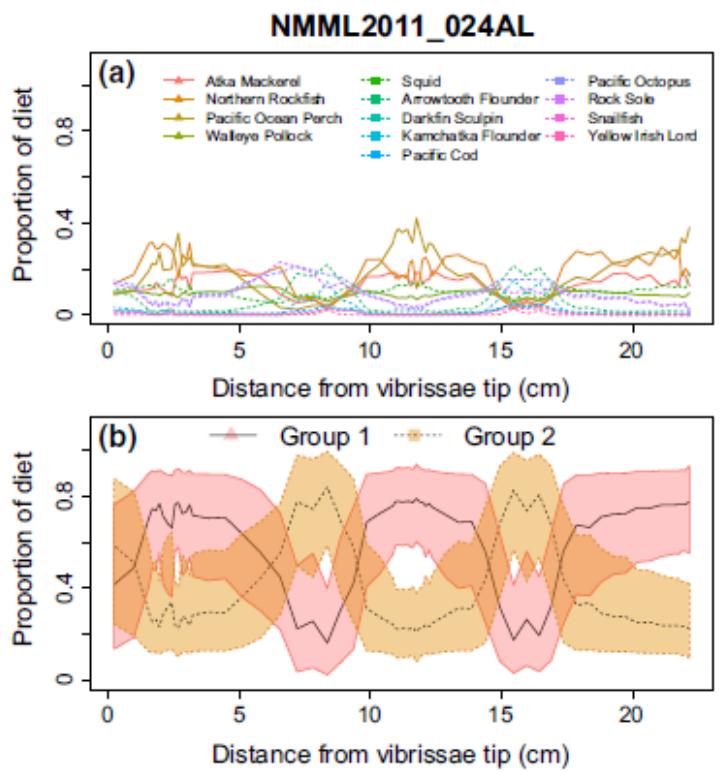 NMML2011_024AL
(a)
Atka Mackerel
Northern Rockfish
Pacific Ocean Perch
Walleye Pollock
Squid
Arrowtooth Flounder
Darkfin Sculpin
Kamchatka Flounder
Pacific Cod
Pacific Octopus
Rock Sole
Snailfish
Yellow Irish Lord
Proportion of diet
0.8
0.4
0
0 5 10 15 20
Distance from vibrissae tip (cm)
(b)
Group 1 Group 2
Proportion of diet
0.8
0.4
0
0 5 10 15 20
Distance from vibrissae tip (cm)